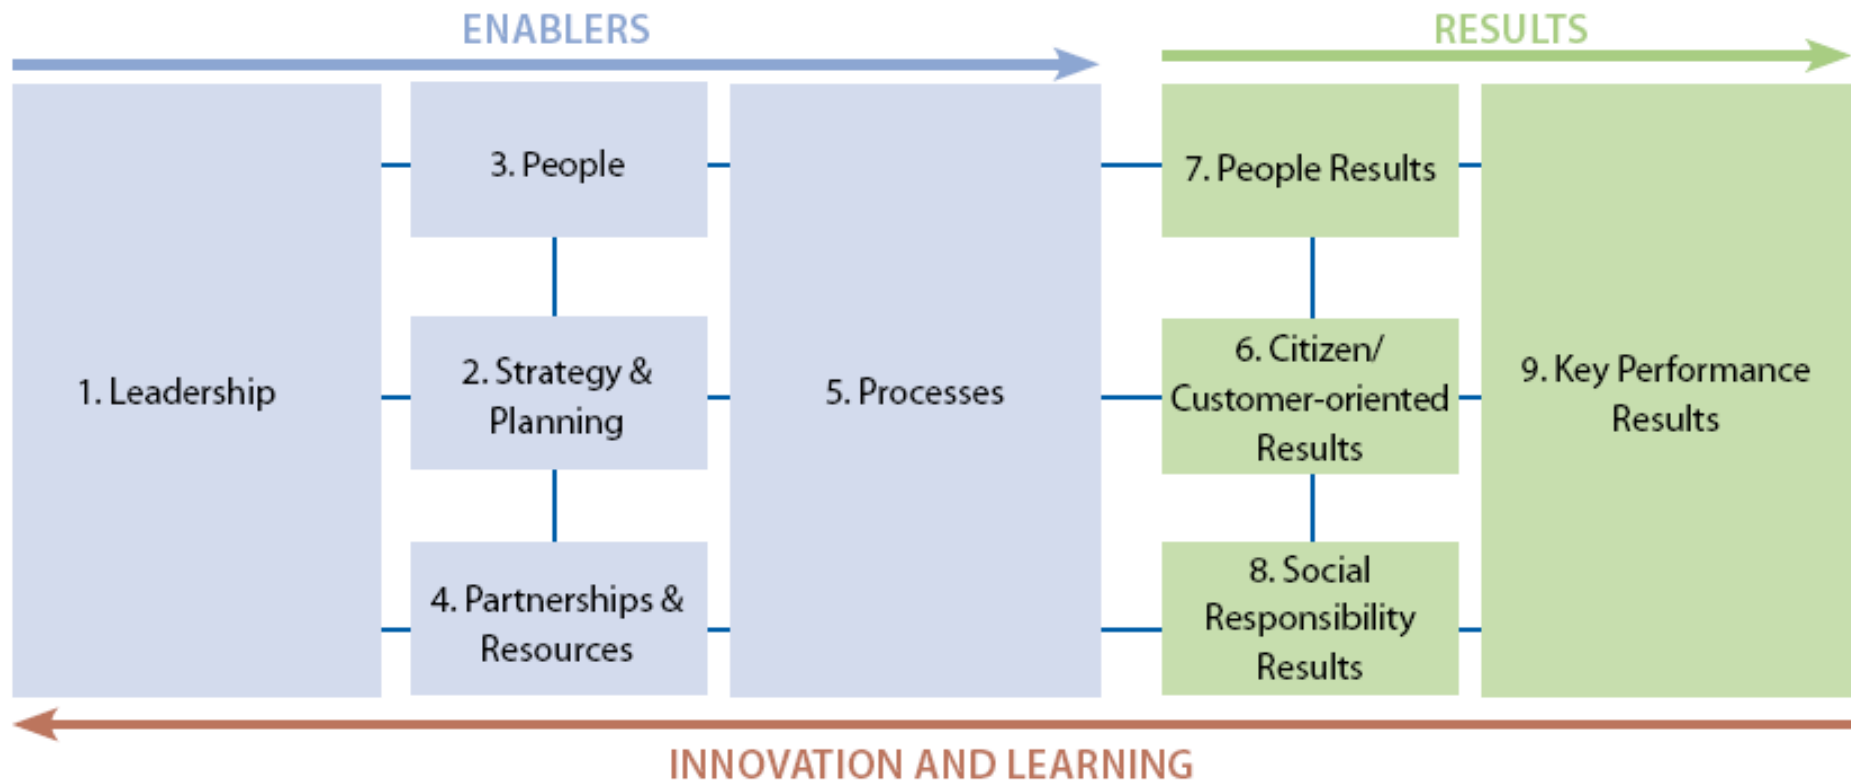 ENABLERS
RESULTS
3. People
7. People Results
1. Leadership
2. Strategy &
Planning
5. Processes
6. Citizen/
Customer-oriented
Results
9. Key Performance
Results
4. Partnerships &
Resources
8. Social
Responsibility
Results
INNOVATION AND LEARNING